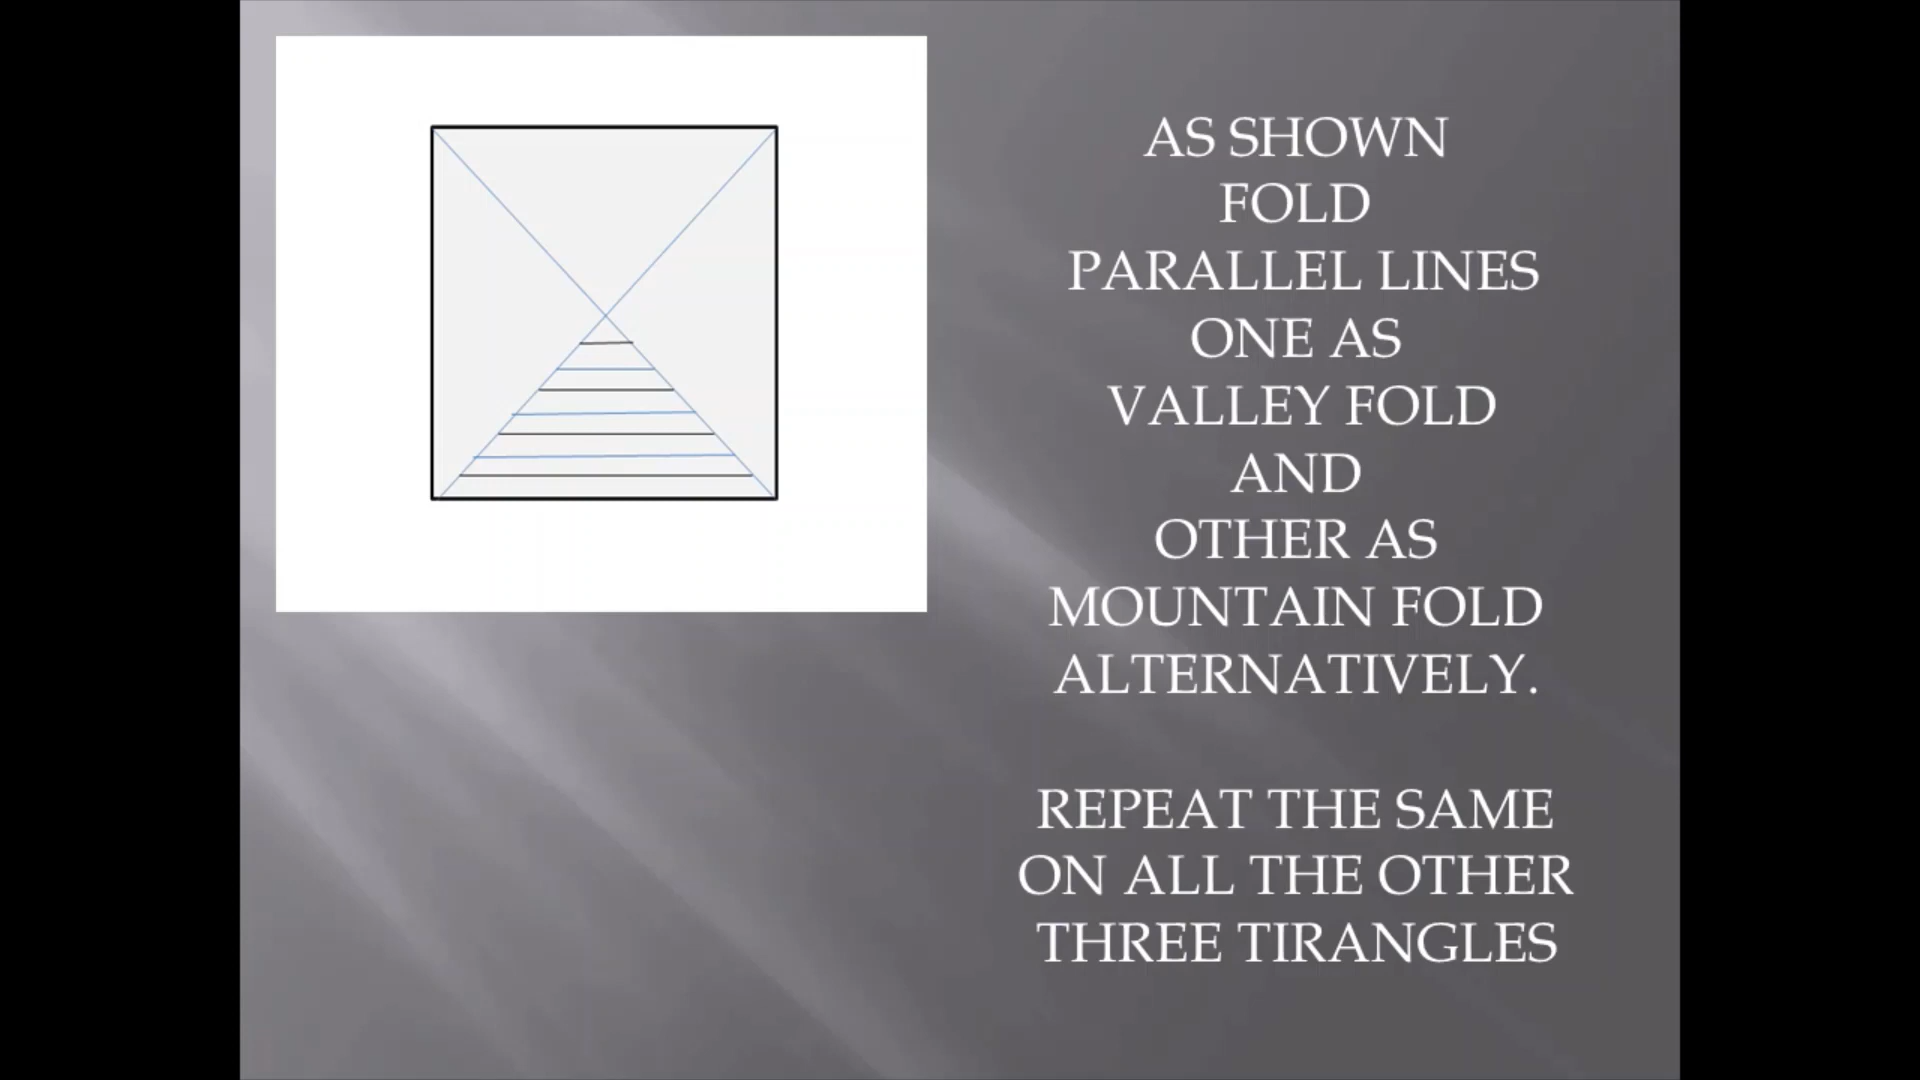 AS SHOWN
FOLD
PARALLEL LINES
ONE AS
VALLEY FOLD
AND
OTHER AS
MOUNTAIN FOLD
ALTERNATIVELY.
REPEAT THE SAME
ON ALL THE OTHER
THREE TIRANGLES